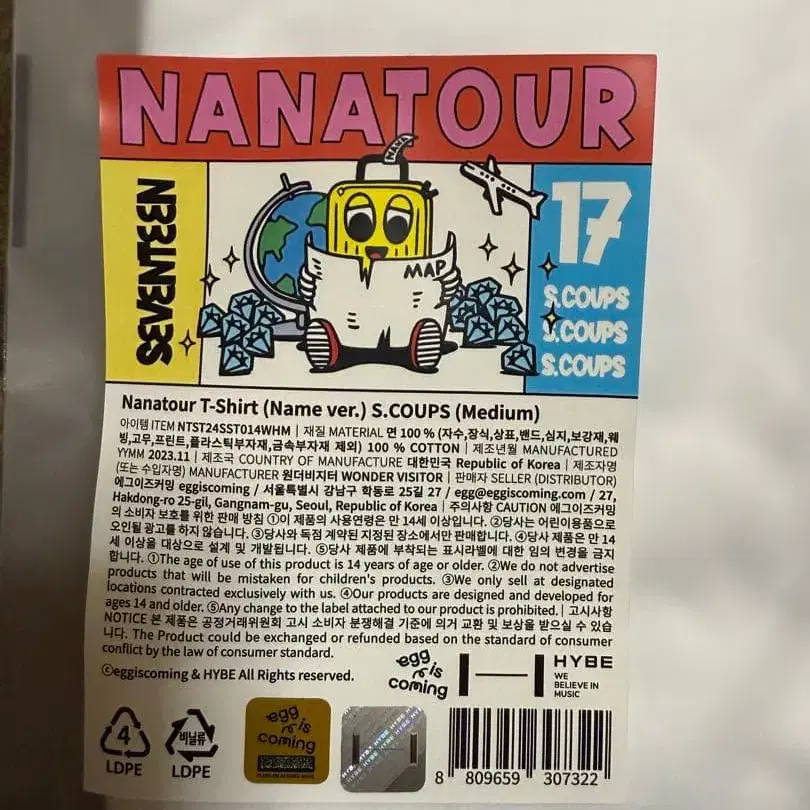 NANATOUR
SEVENTEEN
NANA
MAP
17
S.COUPS
S.COUPS
S.COUPS
Nanatour T-Shirt (Name ver.) S.COUPS (Medium)
아이템 ITEM NTST24SST014WHM | 재질 MATERIAL 면 100 % (자수,장식,상표,밴드,심지,보강재,웨
빙,고무,프린트,플라스틱부자재,금속부자재 제외) 100 % COTTON | 제조년월 MANUFACTURED
YYMM 2023.11 | 제조국 COUNTRY OF MANUFACTURE 대한민국 Republic of Korea | 제조자명
(또는 수입자명) MANUFACTURER 원더비지터 WONDER VISITOR | 판매자 SELLER (DISTRIBUTOR)
에그이즈커밍 eggiscoming / 서울특별시 강남구 학동로 25길 27 / egg@eggiscoming.com / 27,
Hakdong-ro 25-gil, Gangnam-gu, Seoul, Republic of Korea | 주의사항 CAUTION 에그이즈커밍
의 소비자 보호를 위한 판매 방침 ①이 제품의 사용연령은 만 14세 이상입니다. ②당사는 어린이용품으로
오인될 광고를 하지 않습니다. ③당사와 독점 계약된 지정된 장소에서만 판매합니다. ④당사 제품은 만 14
세 이상을 대상으로 설계 및 개발됩니다. ⑤당사 제품에 부착되는 표시라벨에 대한 임의 변경을 금지
합니다. ①The age of use of this product is 14 years of age or older. ②We do not advertise
products that will be mistaken for children's products. ③We only sell at designated
locations contracted exclusively with us. ④Our products are designed and developed for
ages 14 and older. ⑤Any change to the label attached to our product is prohibited. | 고시사항
NOTICE 본 제품은 공정거래위원회 고시 소비자 분쟁해결 기준에 의거 교환 및 보상을 받으실 수 있습
니다. The Product could be exchanged or refunded based on the standard of consumer
conflict by the law of consumer standard.
©eggiscoming & HYBE All Rights reserved.
egg
is
coming
HYBE
WE
BELIEVE IN
MUSIC
4
LDPE
비닐류
LDPE
egg is
coming
HYBE
8 809659 307322